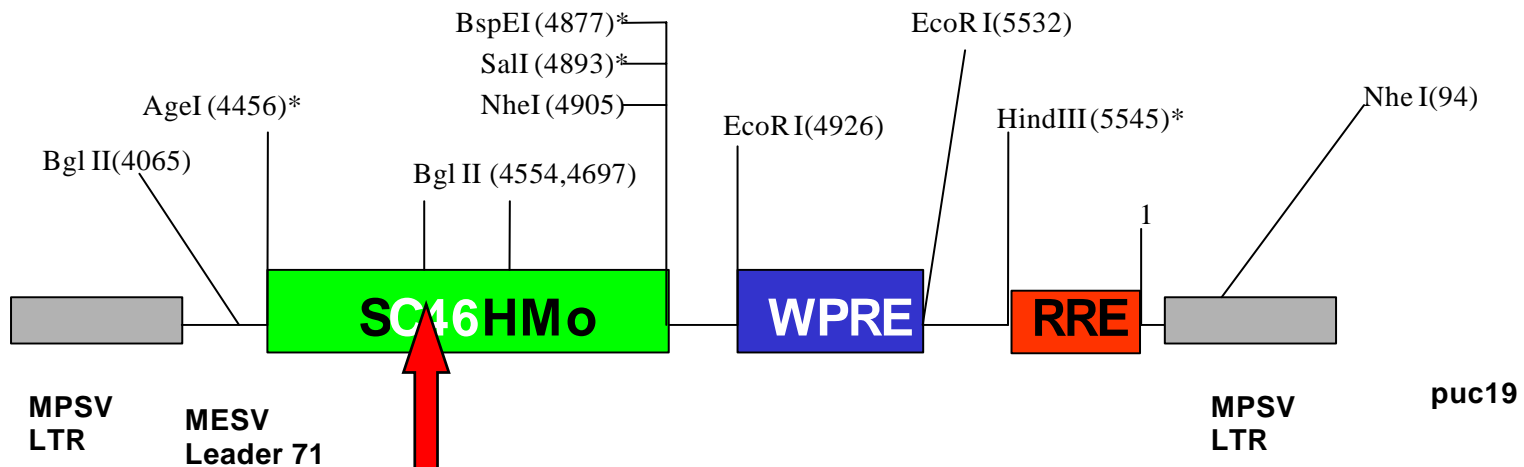 BspEI (4877)*
SalI (4893)*
NheI (4905)
EcoR I(5532)
AgeI (4456)*
Nhe I(94)
EcoR I(4926)
HindIII (5545)*
Bgl II(4065)
Bgl II (4554,4697)
1
SC46HMo
WPRE
RRE
MPSV
LTR
MESV
Leader 71
MPSV
LTR
puc19